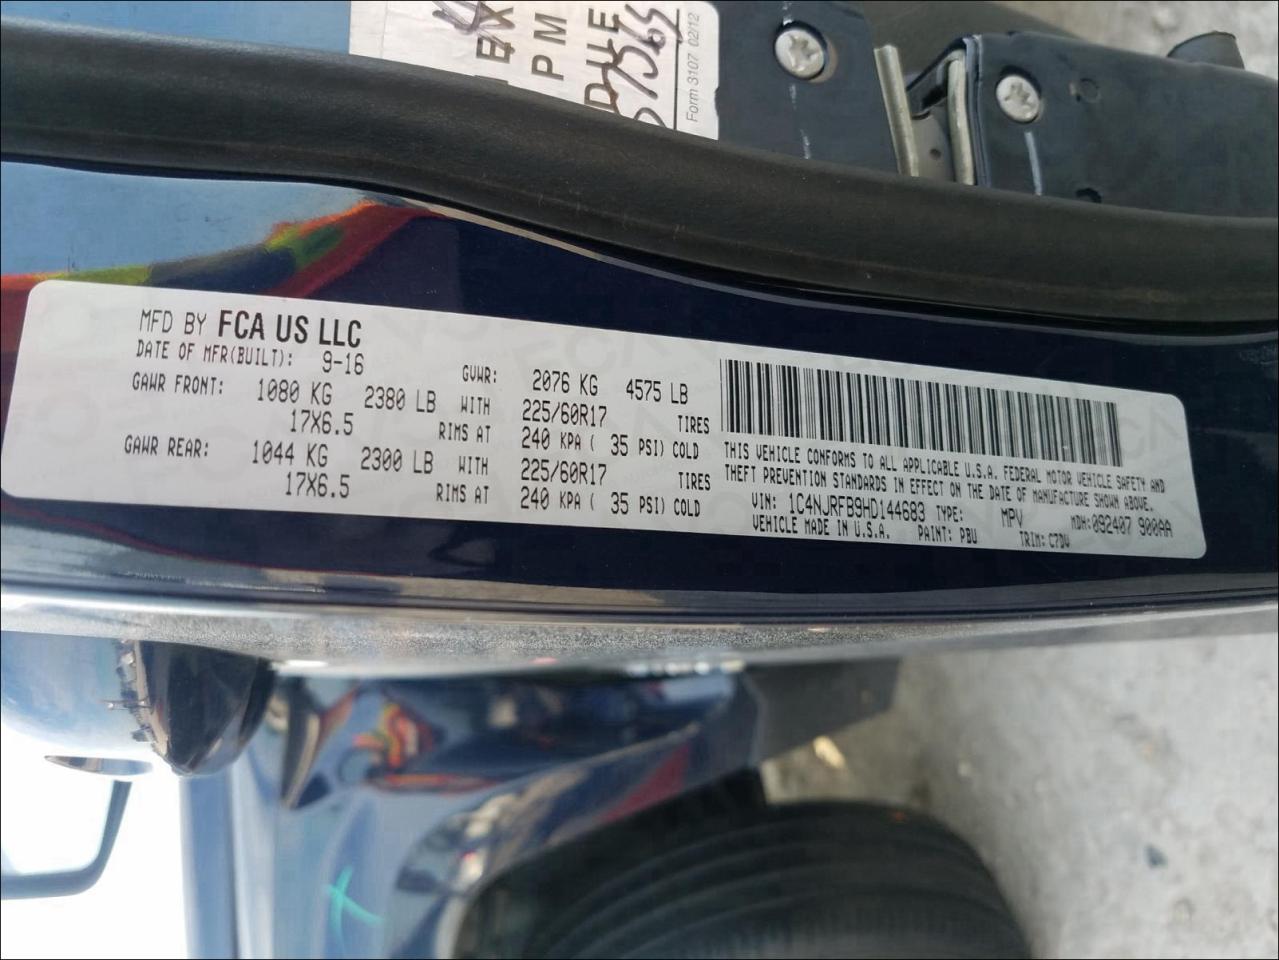 P M
Form 3107 02/12
MFD BY FCA US LLC
DATE OF MFR(BUILT): 9-16 GVWR: 2076 KG 4575 LB
GAWR FRONT: 1080 KG 2380 LB WITH 225/60R17 TIRES
17X6.5 RIMS AT 240 KPA ( 35 PSI) COLD
GAWR REAR: 1044 KG 2300 LB WITH 225/60R17 TIRES
17X6.5 RIMS AT 240 KPA ( 35 PSI) COLD
THIS VEHICLE CONFORMS TO ALL APPLICABLE U.S.A. FEDERAL MOTOR VEHICLE SAFETY AND
THEFT PREVENTION STANDARDS IN EFFECT ON THE DATE OF MANUFACTURE SHOWN ABOVE.
VIN: 1C4NJRFB9HD144683 TYPE: MPV MDH:092407 900AA
VEHICLE MADE IN U.S.A. PAINT: PBU TRIM: C7DV